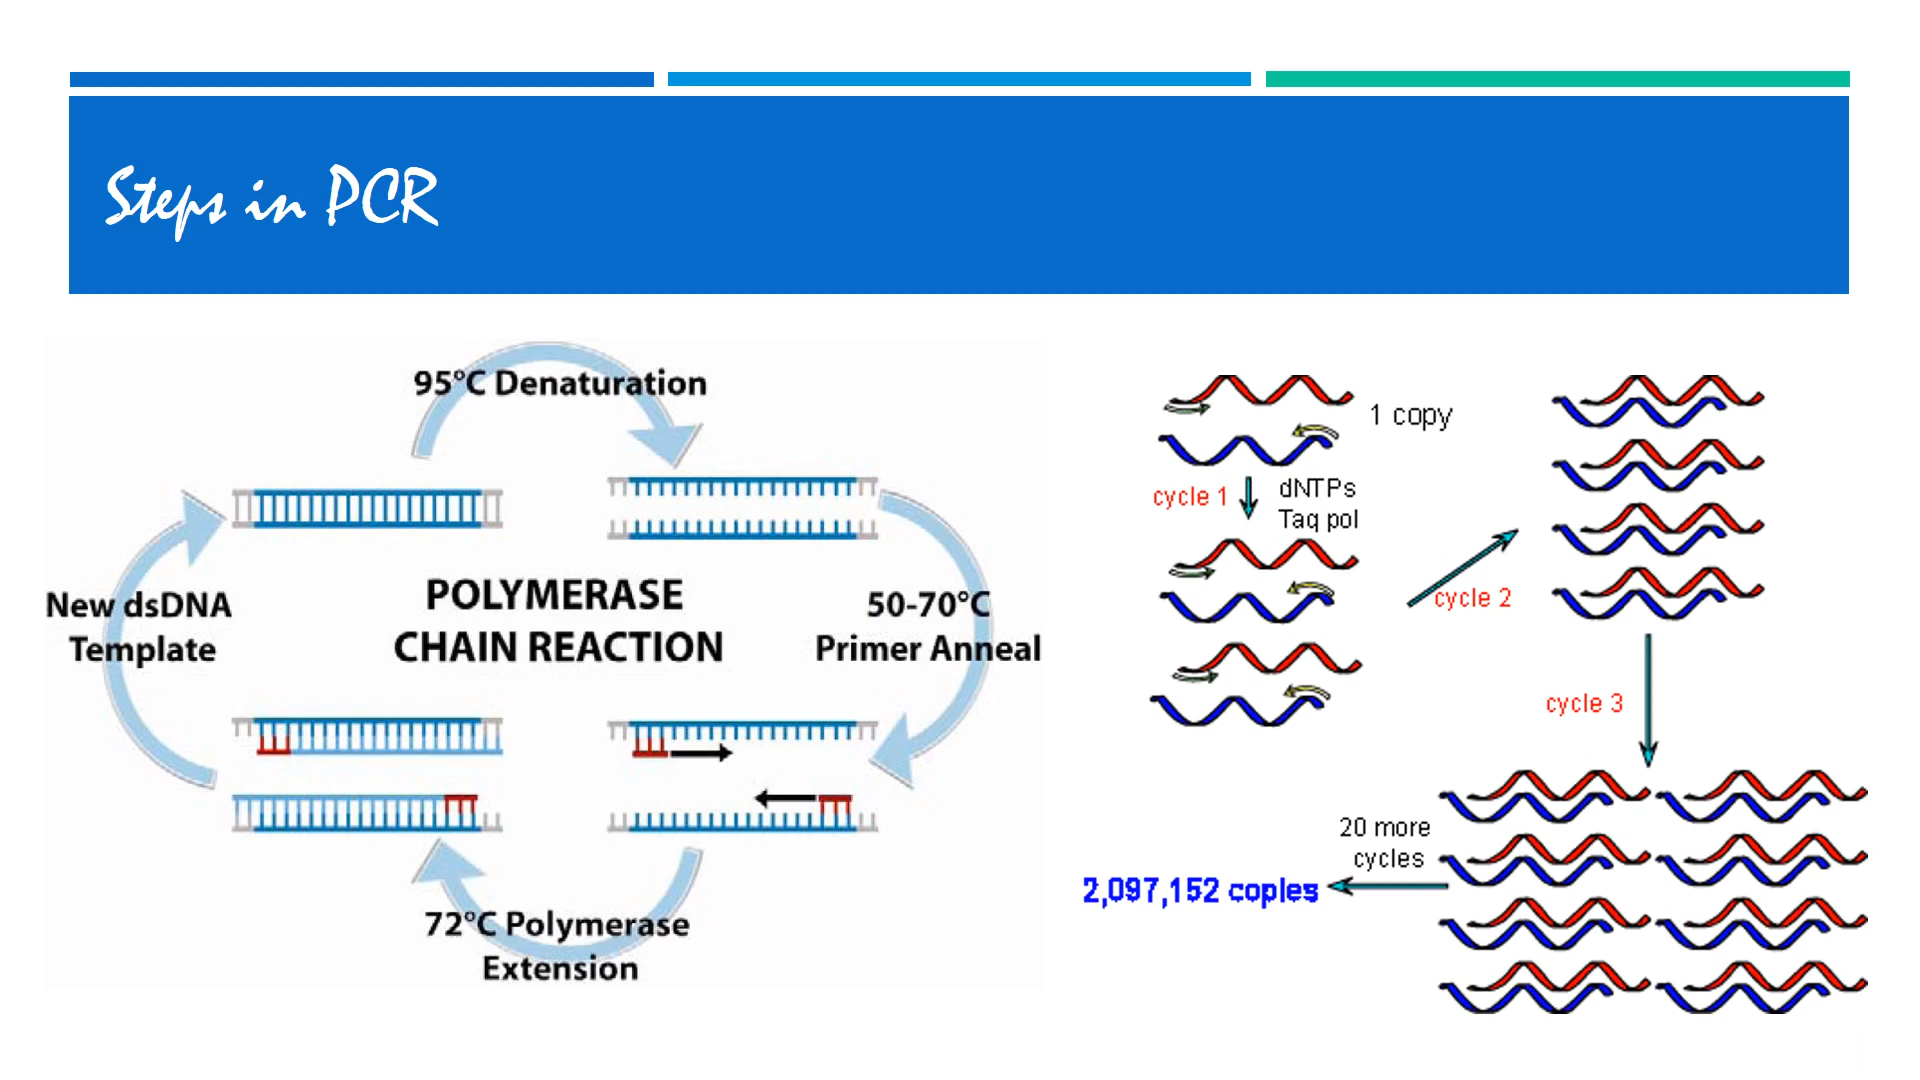 Steps in PCR
95°C Denaturation
POLYMERASE
CHAIN REACTION
50-70°C
Primer Anneal
72°C Polymerase
Extension
New dsDNA
Template
1 copy
cycle 1
dNTPs
Taq pol
cycle 2
cycle 3
20 more
cycles
2,097,152 copies